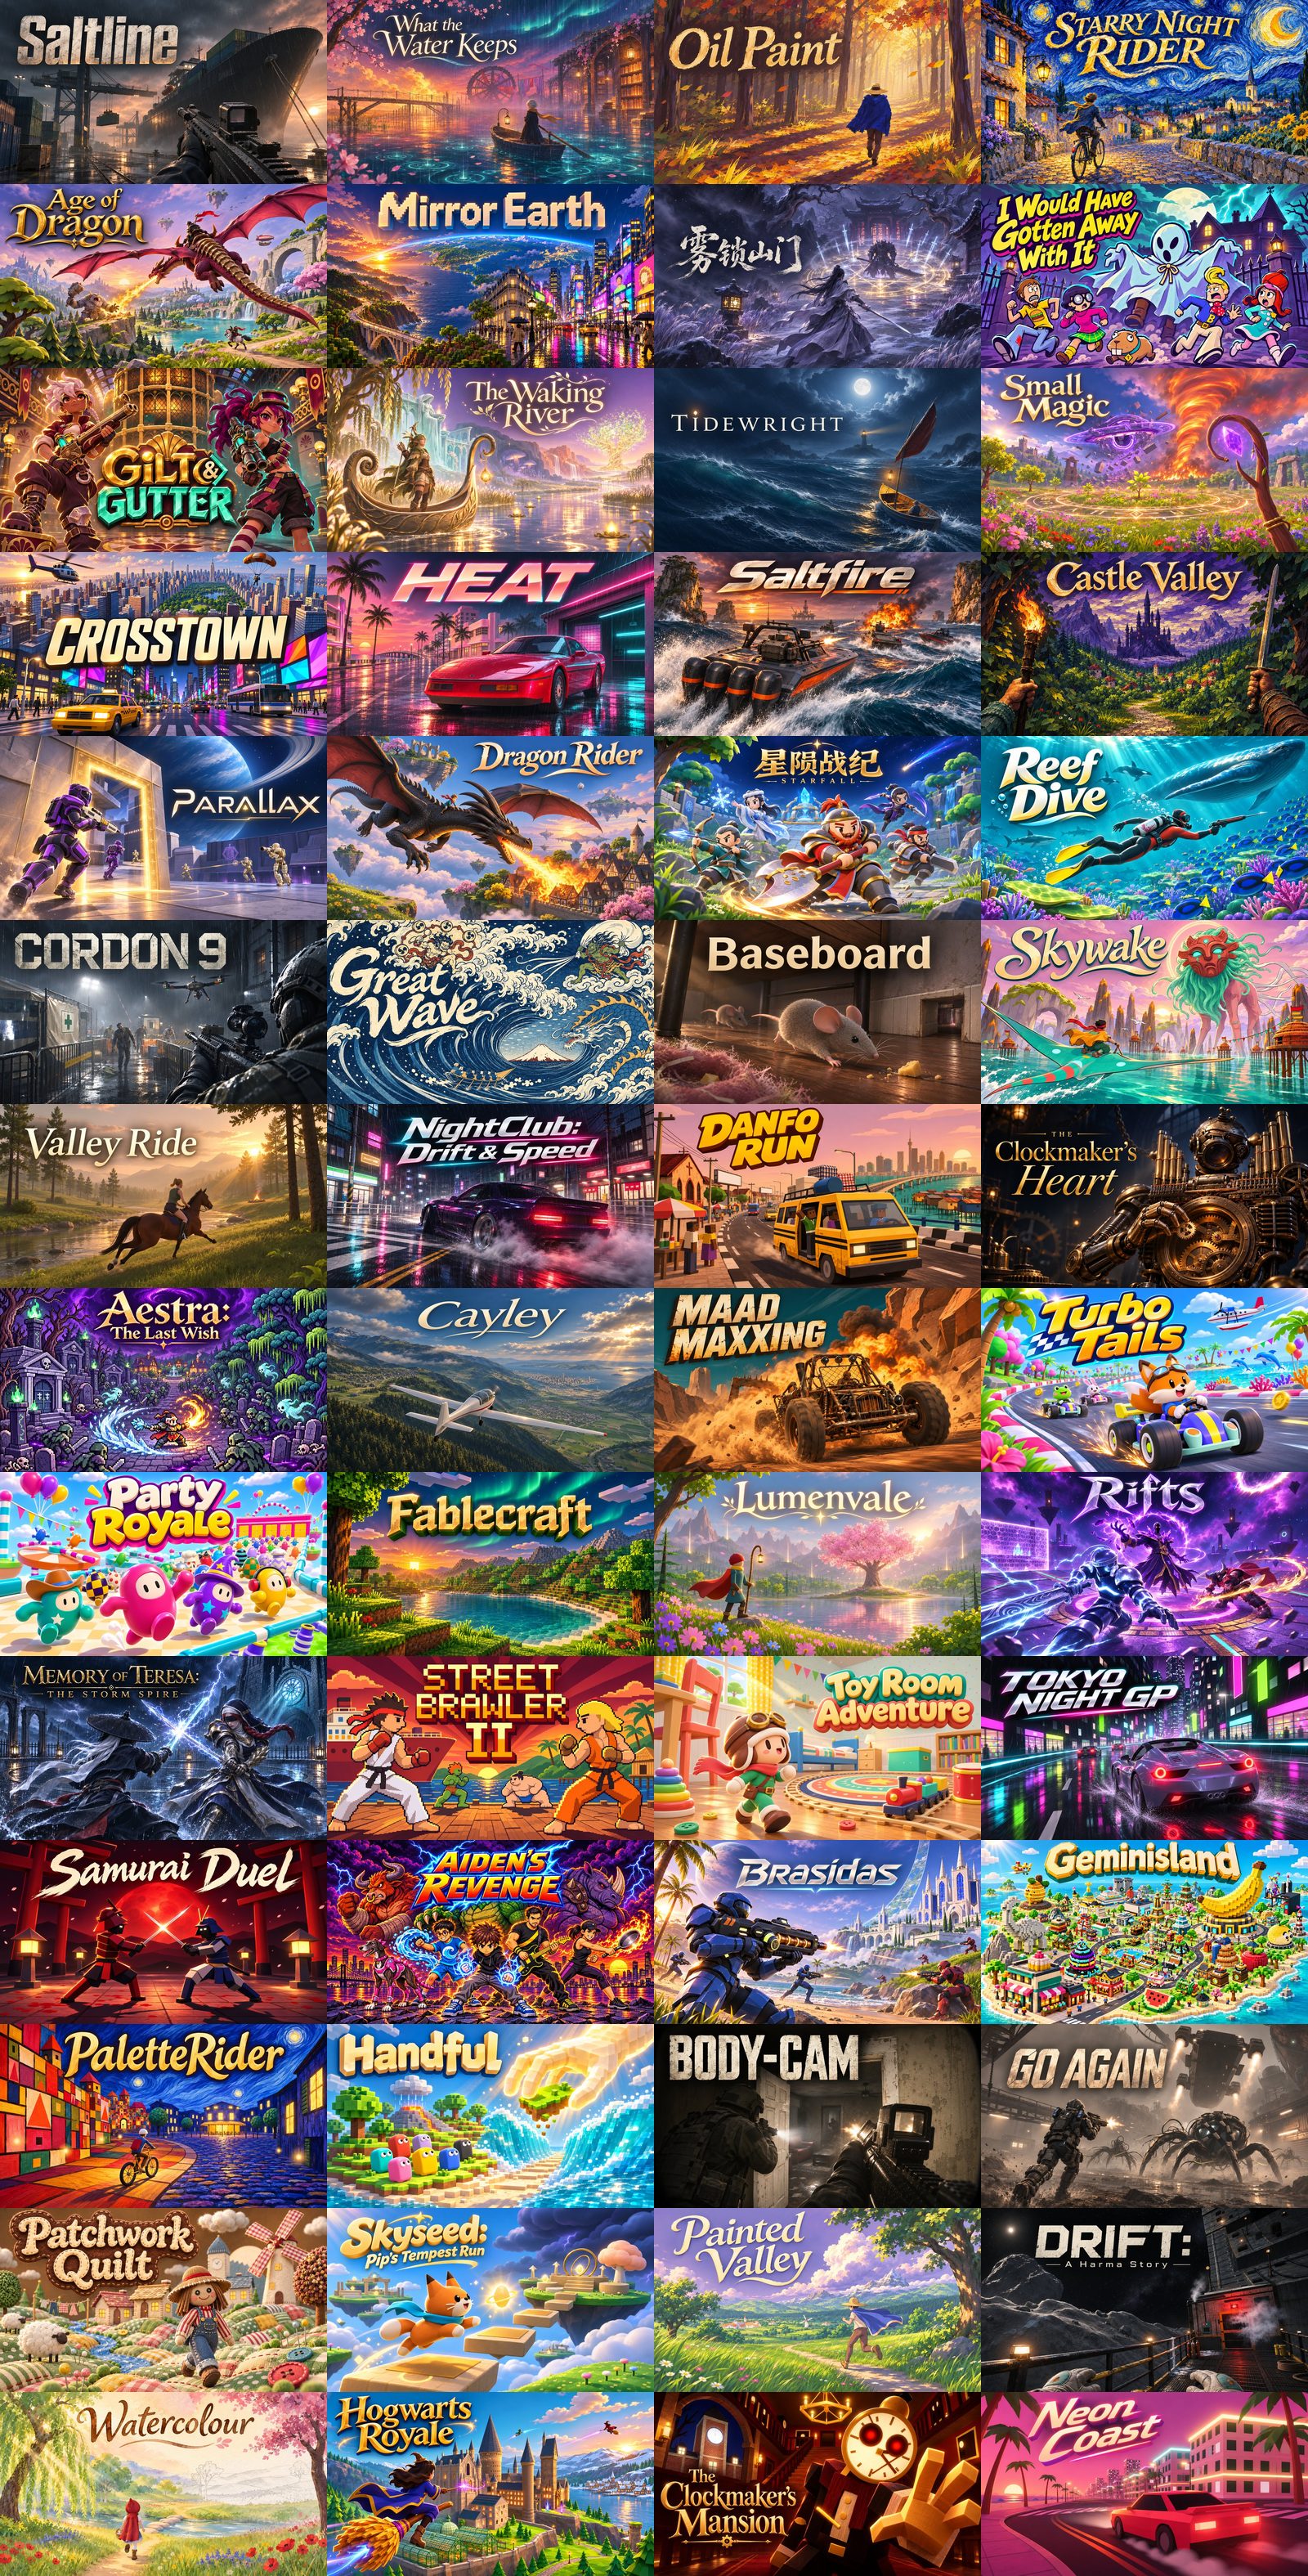 Saltline
What the
Water Keeps
Oil Paint
STARRY NIGHT
RIDER
Age of
Dragon
Mirror Earth
雾锁山门
I Would Have
Gotten Away
With It
GILT &
GUTTER
The Waking
River
TIDEWRIGHT
Small
Magic
CROSSTOWN
HEAT
Saltfire
Castle Valley
PARALLAX
Dragon Rider
星陨战纪
STARFALL
Reef
Dive
CORDON 9
Great
Wave
Baseboard
Skywake
Valley Ride
NightClub:
Drift & Speed
DANFO
RUN
THE
Clockmaker's
Heart
Aestra:
The Last Wish
Cayley
MAAD
MAXXING
Turbo
Tails
Party
Royale
Fablecraft
Lumenvale
Rifts
MEMORY OF TERESA:
THE STORM SPIRE
STREET
BRAWLER
II
Toy Room
Adventure
TOKYO
NIGHT GP
Samurai Duel
AIDEN'S
REVENGE
Brasídas
Geminisland
PaletteRider
Handful
BODY-CAM
GO AGAIN
Patchwork
Quilt
Skyseed:
Pip's Tempest Run
Painted
Valley
DRIFT:
A Harma Story
Watercolour
Hogwarts
Royale
The
Clockmaker's
Mansion
Neon
Coast